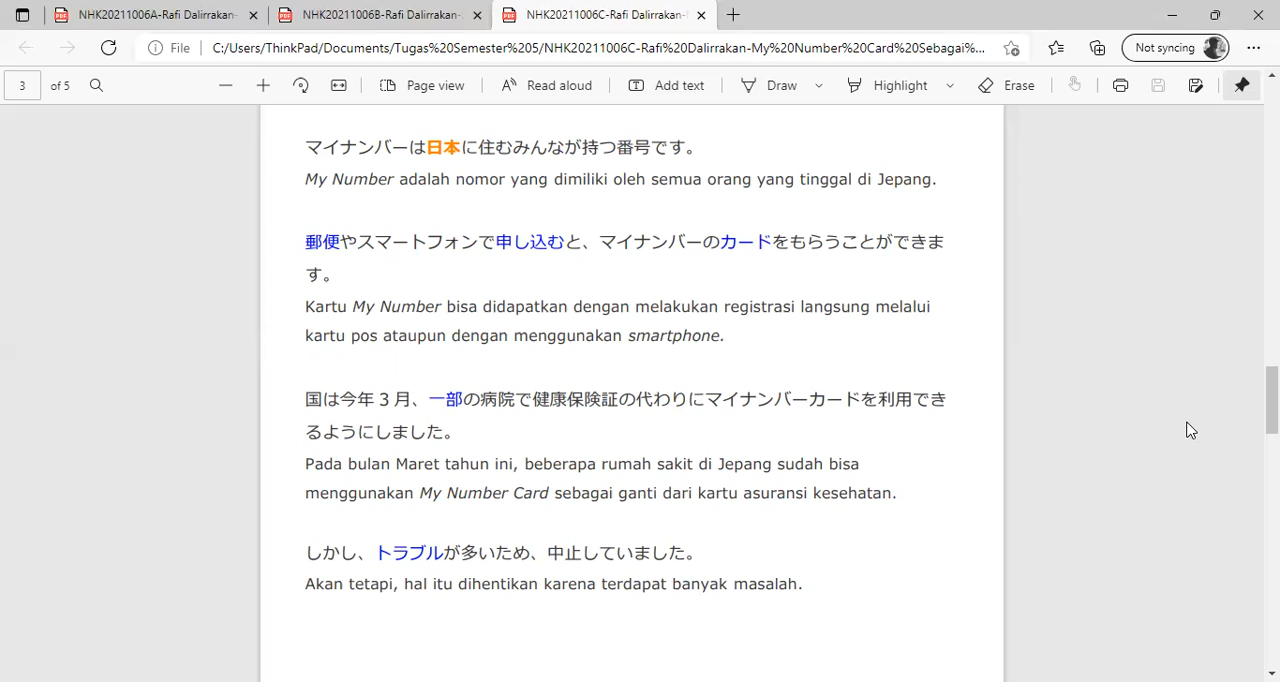 NHK20211006A-Rafi Dalirrakan-
NHK20211006B-Rafi Dalirrakan-
NHK20211006C-Rafi Dalirrakan-
File
C:/Users/ThinkPad/Documents/Tugas%20Semester%205/NHK20211006C-Rafi%20Dalirrakan-My%20Number%20Card%20Sebagai%...
Not syncing
3 of 5
Page view
Read aloud
Add text
Draw
Highlight
Erase
マイナンバーは日本に住むみんなが持つ番号です。
My Number adalah nomor yang dimiliki oleh semua orang yang tinggal di Jepang.
郵便やスマートフォンで申し込むと、マイナンバーのカードをもらうことができま
す。
Kartu My Number bisa didapatkan dengan melakukan registrasi langsung melalui
kartu pos ataupun dengan menggunakan smartphone.
国は今年3月、一部の病院で健康保険証の代わりにマイナンバーカードを利用でき
るようにしました。
Pada bulan Maret tahun ini, beberapa rumah sakit di Jepang sudah bisa
menggunakan My Number Card sebagai ganti dari kartu asuransi kesehatan.
しかし、トラブルが多いため、中止していました。
Akan tetapi, hal itu dihentikan karena terdapat banyak masalah.